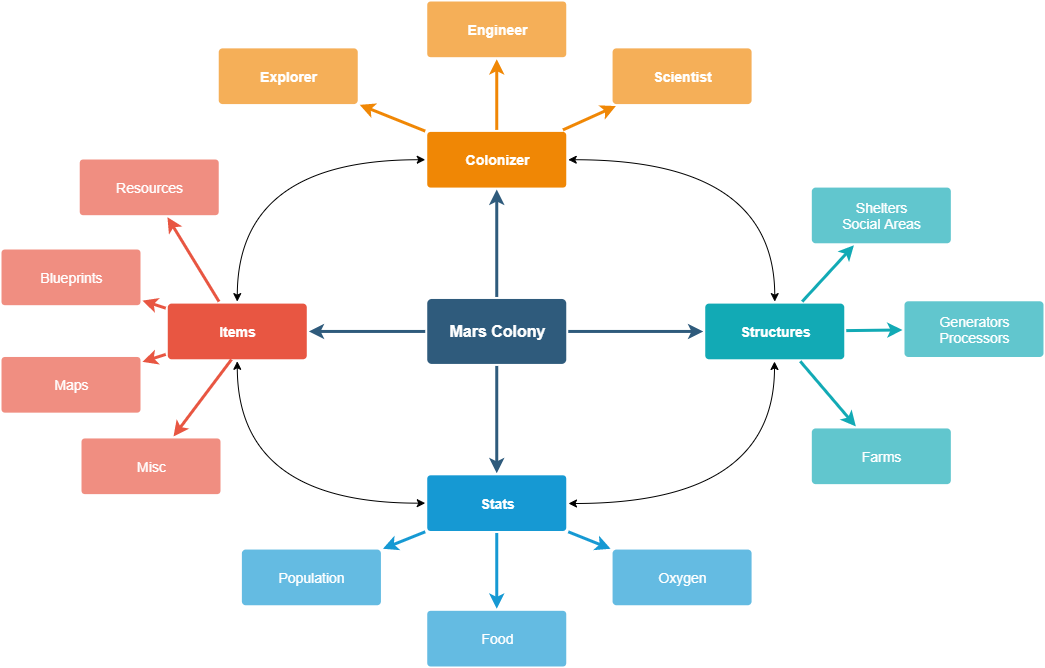 Engineer
Explorer
Scientist
Colonizer
Resources
Shelters
Social Areas
Blueprints
Items
Mars Colony
Structures
Generators
Processors
Maps
Misc
Farms
Stats
Population
Oxygen
Food